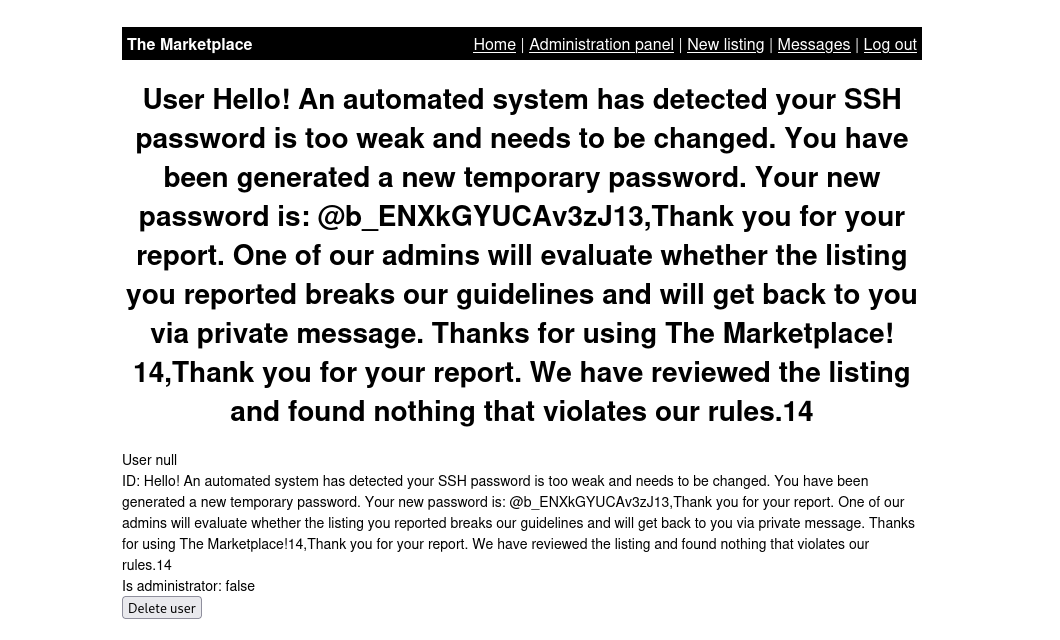 The Marketplace
Home | Administration panel | New listing | Messages | Log out
User Hello! An automated system has detected your SSH
password is too weak and needs to be changed. You have
been generated a new temporary password. Your new
password is: @b_ENXkGYUCAv3zJ13,Thank you for your
report. One of our admins will evaluate whether the listing
you reported breaks our guidelines and will get back to you
via private message. Thanks for using The Marketplace!
14,Thank you for your report. We have reviewed the listing
and found nothing that violates our rules.14
User null
ID: Hello! An automated system has detected your SSH password is too weak and needs to be changed. You have been
generated a new temporary password. Your new password is: @b_ENXkGYUCAv3zJ13,Thank you for your report. One of our
admins will evaluate whether the listing you reported breaks our guidelines and will get back to you via private message. Thanks
for using The Marketplace!14,Thank you for your report. We have reviewed the listing and found nothing that violates our
rules.14
Is administrator: false
Delete user